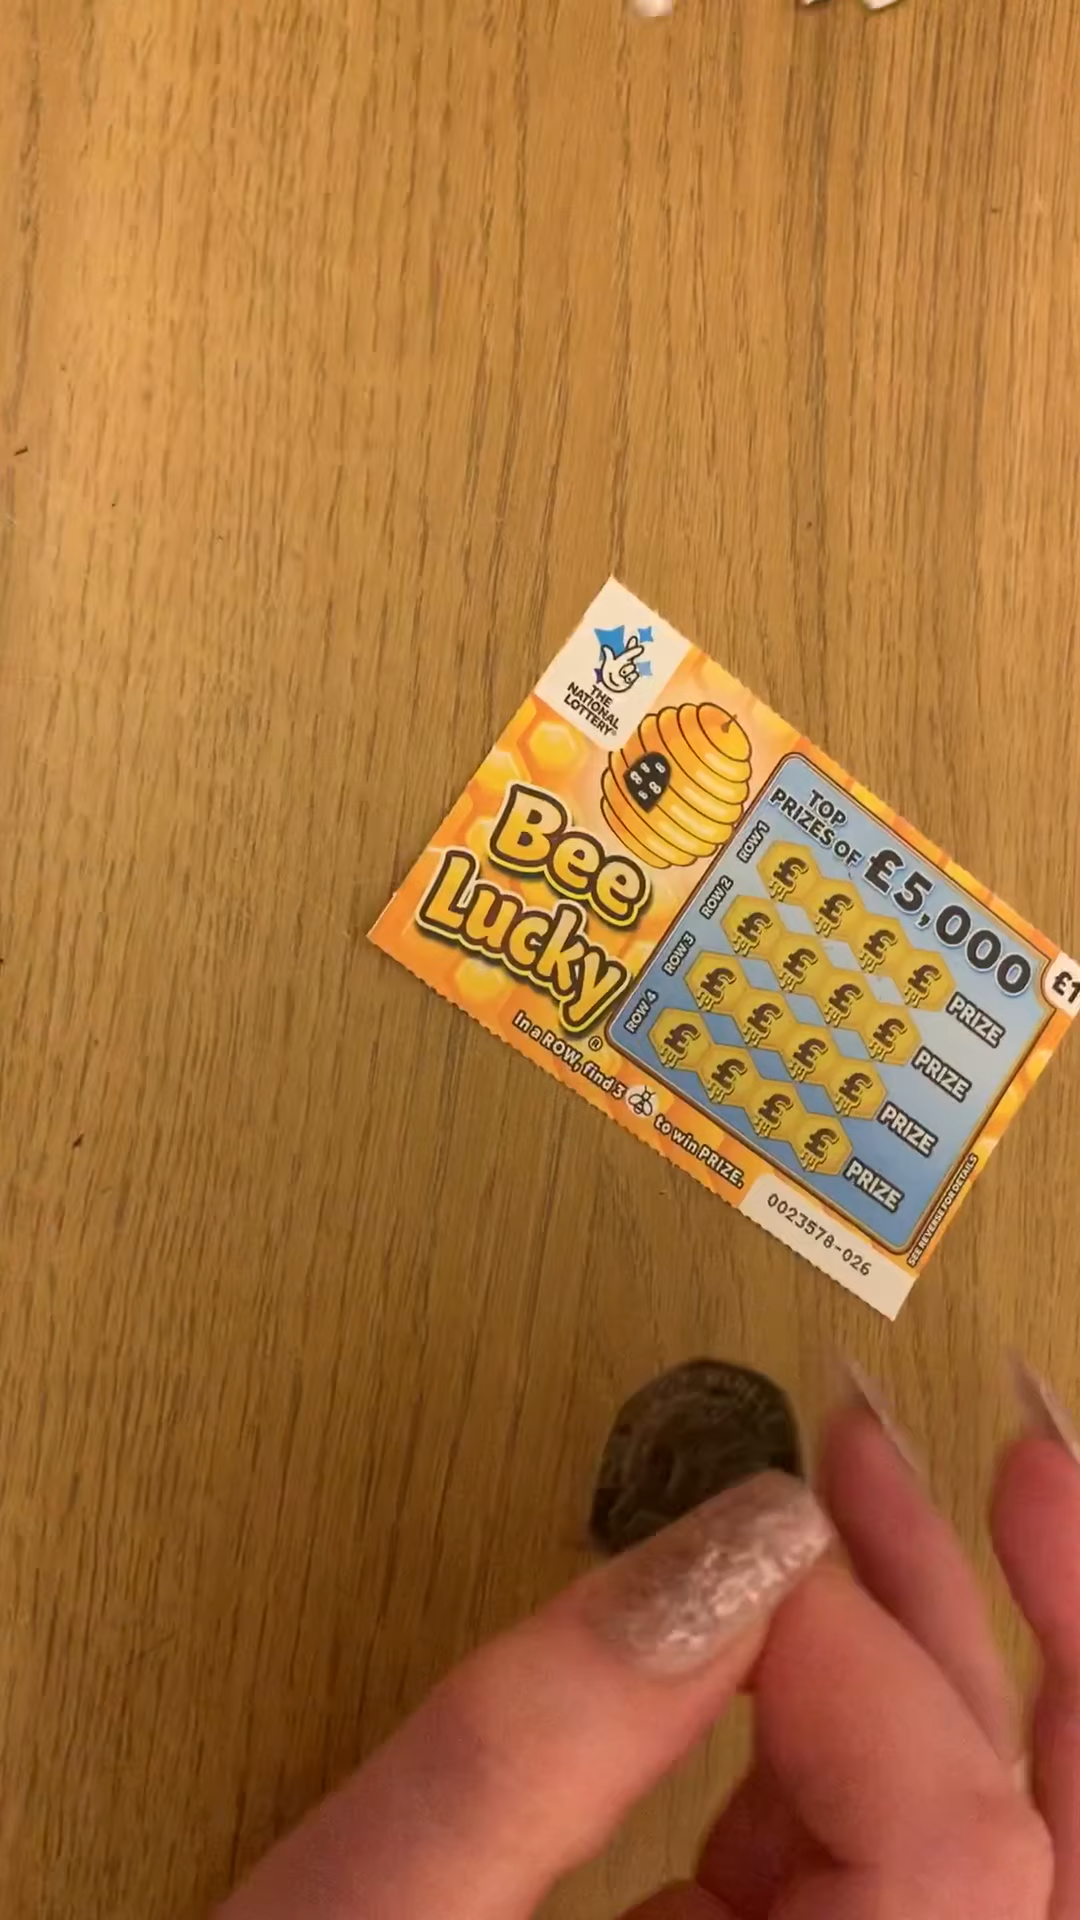 THE
NATIONAL
LOTTERY®
Bee
Lucky®
In a ROW, find 3 to win PRIZE.
TOP
PRIZES OF £5,000
£1
ROW 1
£ £ £ £ PRIZE
ROW 2
£ £ £ £ PRIZE
ROW 3
£ £ £ £ PRIZE
ROW 4
£ £ £ £ PRIZE
SEE REVERSE FOR DETAILS
0023578-026